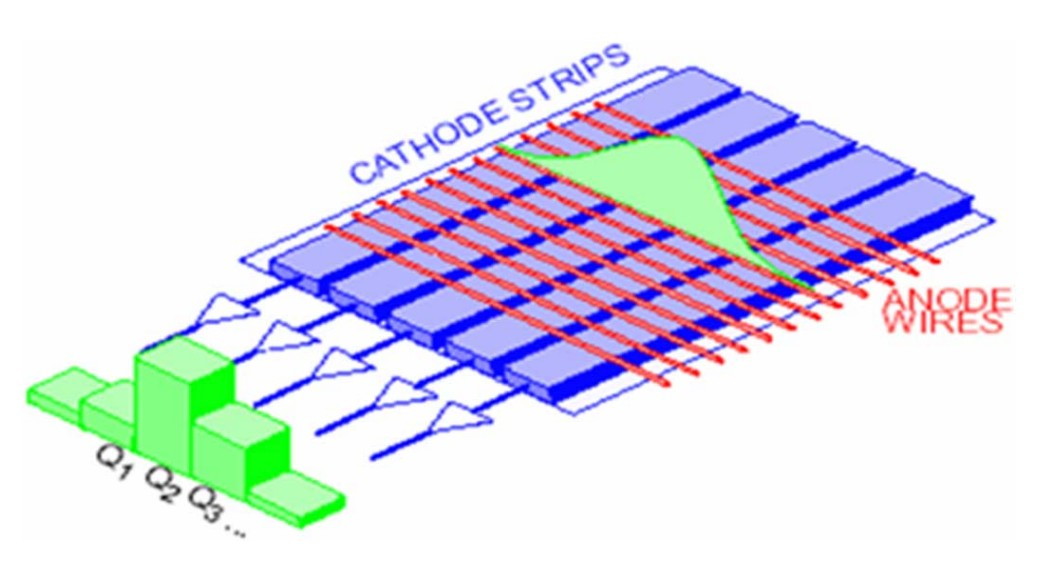 CATHODE STRIPS
ANODE
WIRES
Q1 Q2 Q3 ...